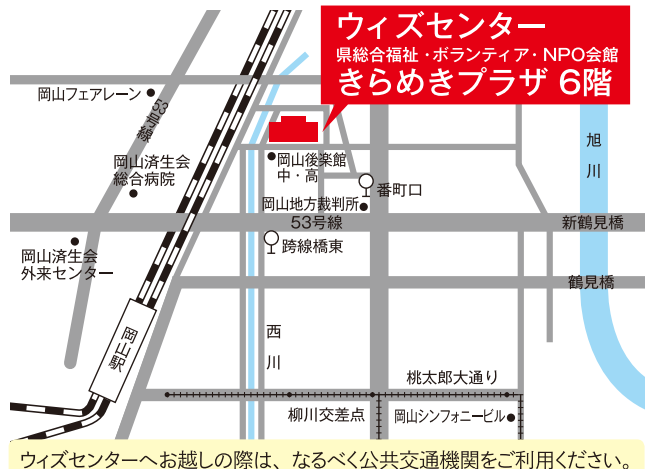 ウィズセンター
県総合福祉・ボランティア・NPO会館
きらめきプラザ 6階
岡山フェアレーン
53号線
旭川
岡山済生会
総合病院
岡山後楽館
中・高
番町口
岡山地方裁判所
53号線
新鶴見橋
跨線橋東
岡山済生会
外来センター
鶴見橋
岡山駅
西川
桃太郎大通り
柳川交差点
岡山シンフォニービル
ウィズセンターへお越しの際は、なるべく公共交通機関をご利用ください。